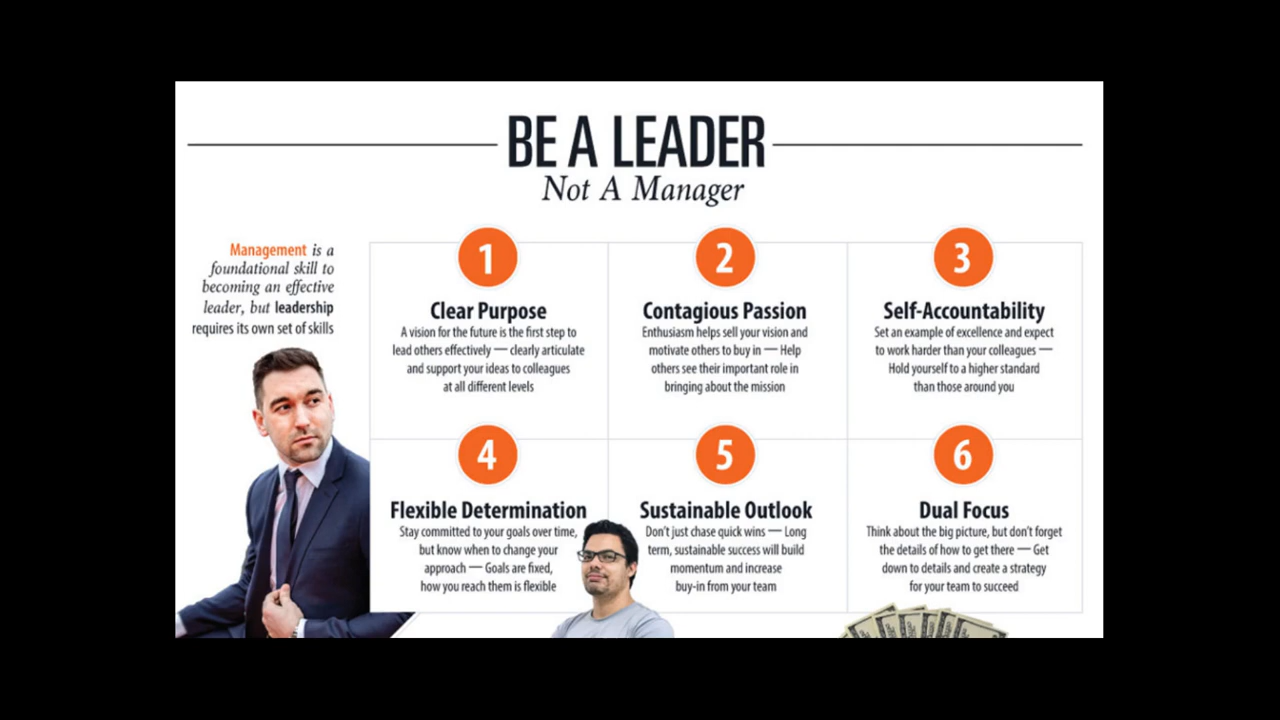 BE A LEADER
Not A Manager
Management is a
foundational skill to
becoming an effective
leader, but leadership
requires its own set of skills
1
Clear Purpose
A vision for the future is the first step to
lead others effectively — clearly articulate
and support your ideas to colleagues
at all different levels
2
Contagious Passion
Enthusiasm helps sell your vision and
motivate others to buy in — Help
others see their important role in
bringing about the mission
3
Self-Accountability
Set an example of excellence and expect
to work harder than your colleagues —
Hold yourself to a higher standard
than those around you
4
Flexible Determination
Stay committed to your goals over time,
but know when to change your
approach — Goals are fixed,
how you reach them is flexible
5
Sustainable Outlook
Don't just chase quick wins — Long
term, sustainable success will build
momentum and increase
buy-in from your team
6
Dual Focus
Think about the big picture, but don't forget
the details of how to get there — Get
down to details and create a strategy
for your team to succeed